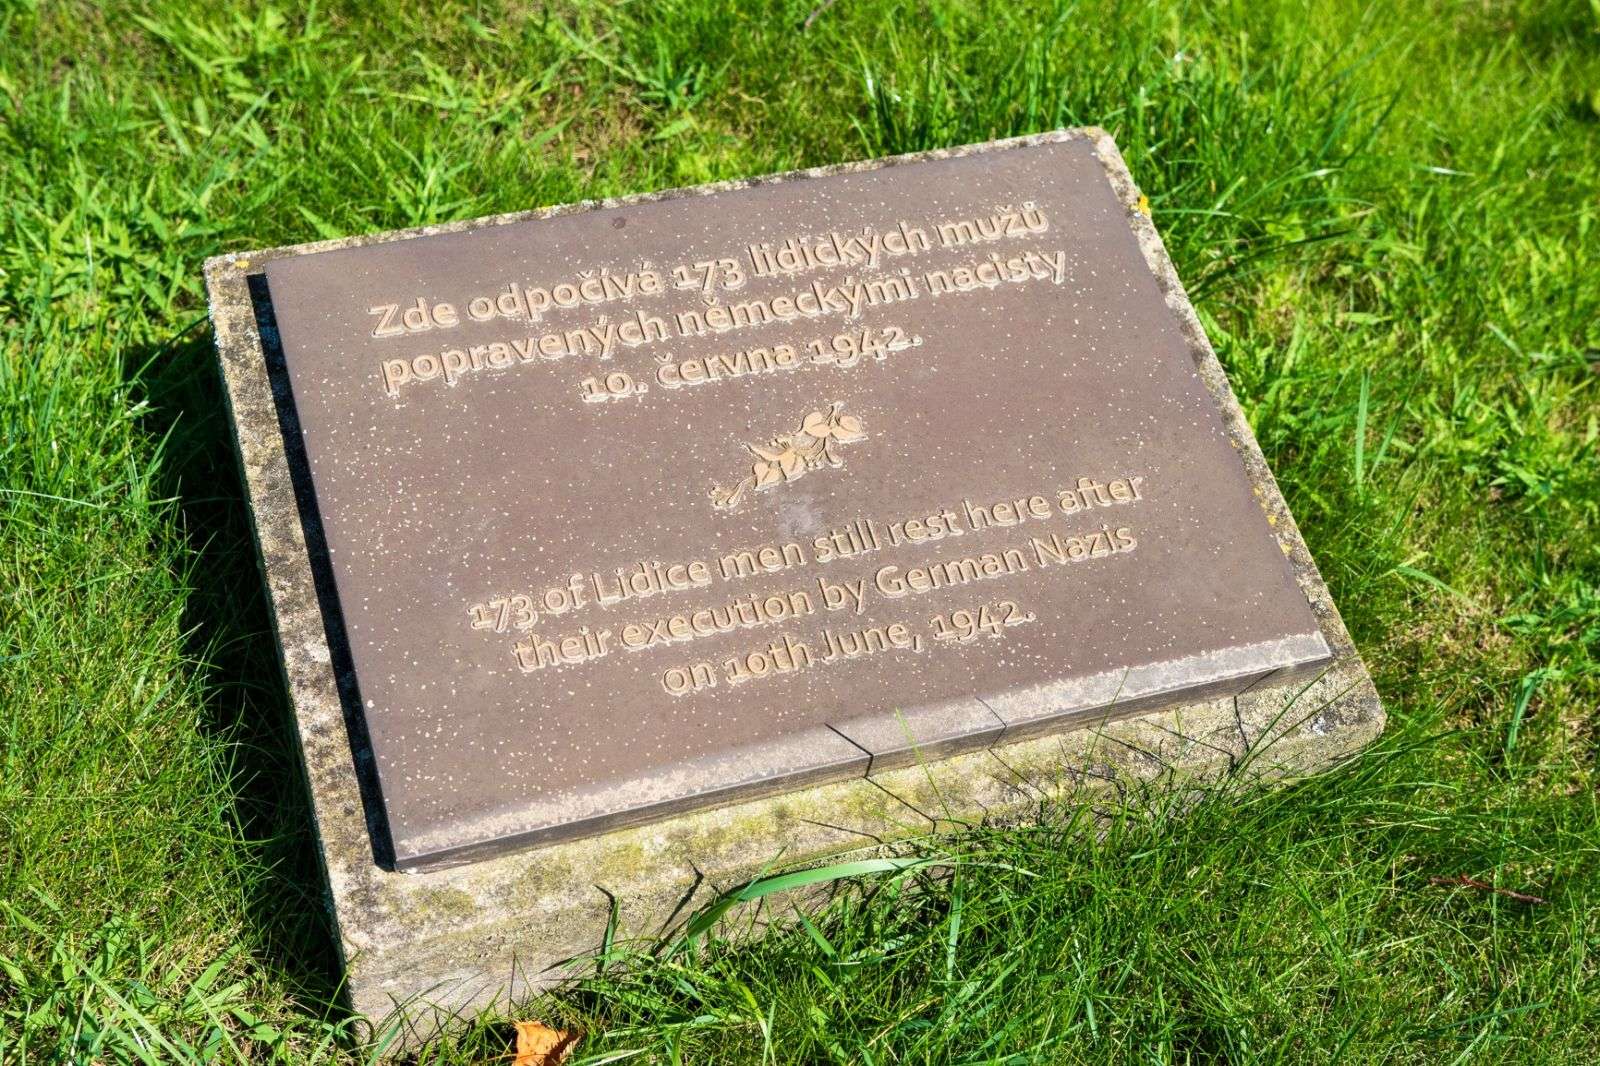 Zde odpočívá 173 lidických mužů
popravených německými nacisty
10. června 1942.
173 of Lidice men still rest here after
their execution by German Nazis
on 10th June, 1942.